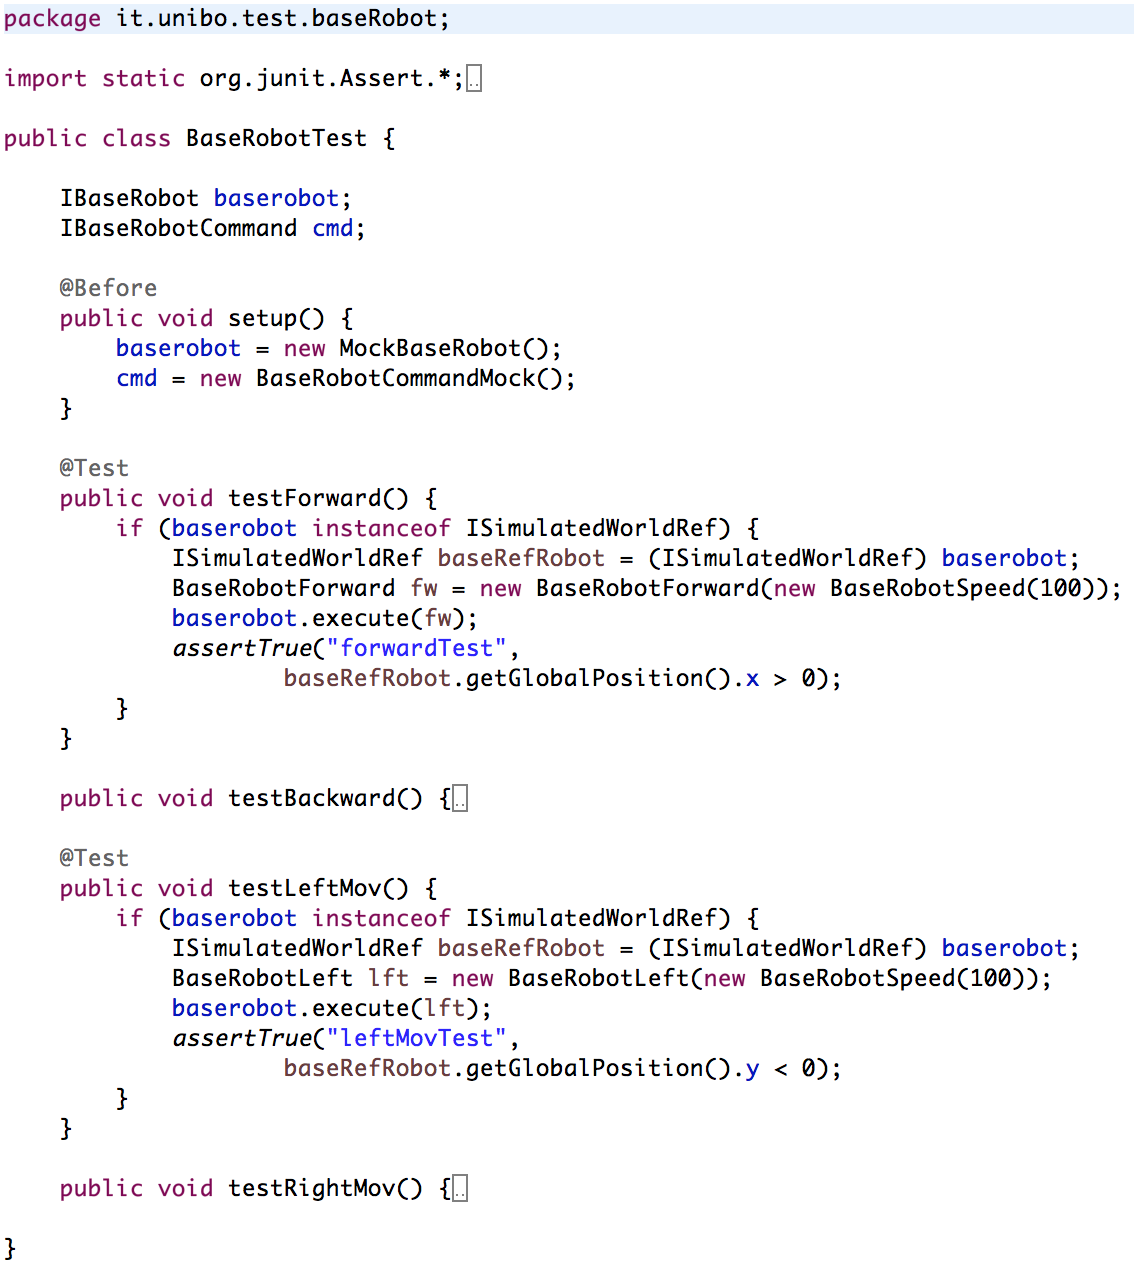 package it.unibo.test.baseRobot;
import static org.junit.Assert.*;..
public class BaseRobotTest {
    IBaseRobot baserobot;
    IBaseRobotCommand cmd;
    @Before
    public void setup() {
        baserobot = new MockBaseRobot();
        cmd = new BaseRobotCommandMock();
    }
    @Test
    public void testForward() {
        if (baserobot instanceof ISimulatedWorldRef) {
            ISimulatedWorldRef baseRefRobot = (ISimulatedWorldRef) baserobot;
            BaseRobotForward fw = new BaseRobotForward(new BaseRobotSpeed(100));
            baserobot.execute(fw);
            assertTrue("forwardTest",
                    baseRefRobot.getGlobalPosition().x > 0);
        }
    }
    public void testBackward() {..
    @Test
    public void testLeftMov() {
        if (baserobot instanceof ISimulatedWorldRef) {
            ISimulatedWorldRef baseRefRobot = (ISimulatedWorldRef) baserobot;
            BaseRobotLeft lft = new BaseRobotLeft(new BaseRobotSpeed(100));
            baserobot.execute(lft);
            assertTrue("leftMovTest",
                    baseRefRobot.getGlobalPosition().y < 0);
        }
    }
    public void testRightMov() {..
}